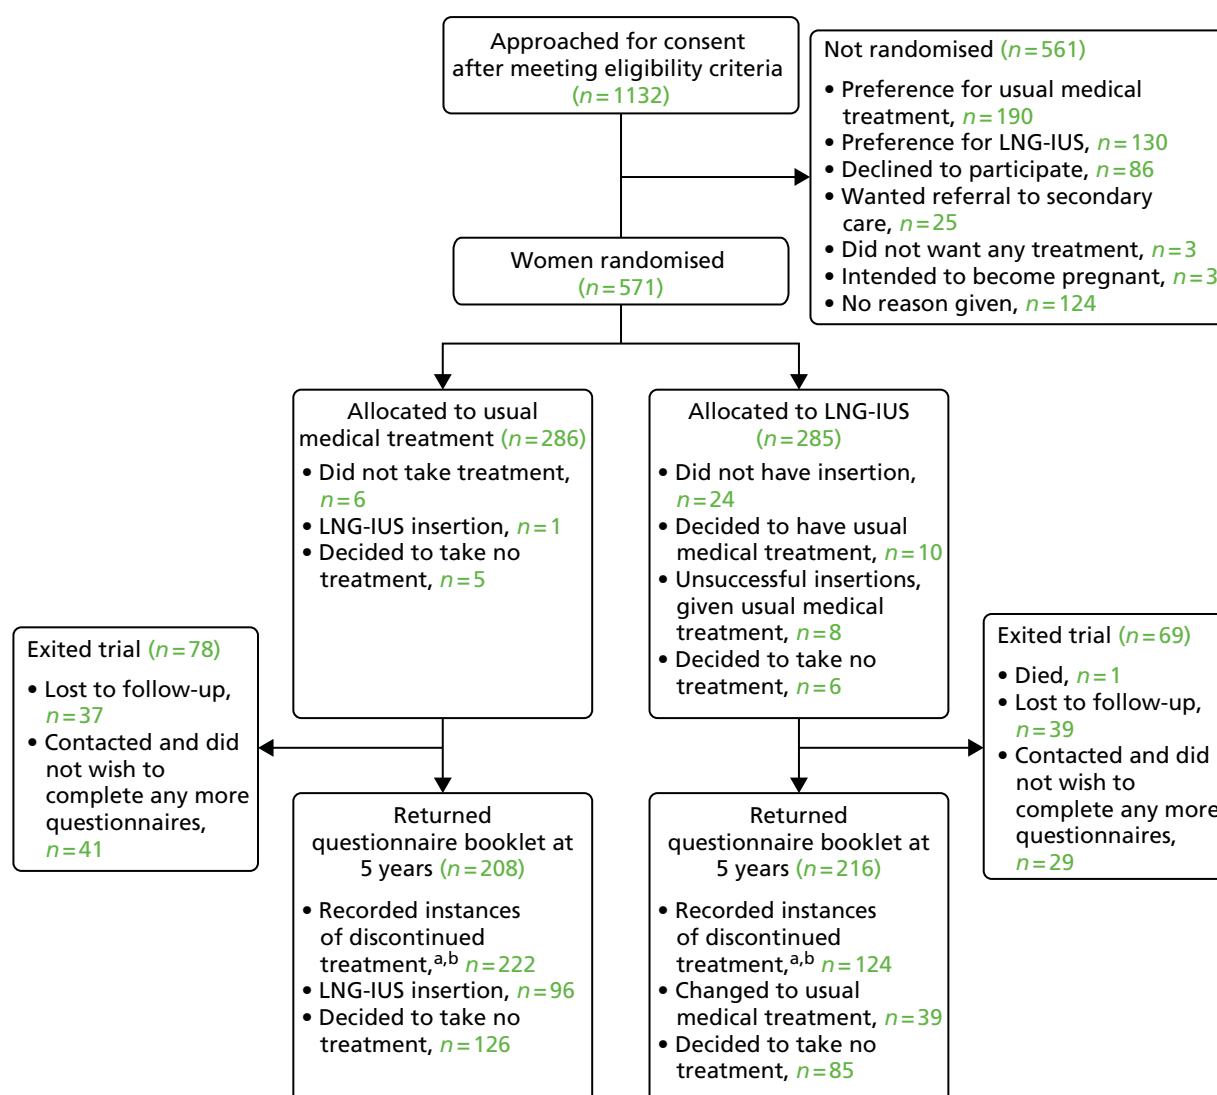 Approached for consent
after meeting eligibility criteria
(n=1132)
Not randomised (n=561)
• Preference for usual medical
treatment, n=190
• Preference for LNG-IUS, n=130
• Declined to participate, n=86
• Wanted referral to secondary
care, n=25
• Did not want any treatment, n=3
• Intended to become pregnant, n=3
• No reason given, n=124
Women randomised
(n=571)
Allocated to usual
medical treatment (n=286)
• Did not take treatment,
n=6
• LNG-IUS insertion, n=1
• Decided to take no
treatment, n=5
Allocated to LNG-IUS
(n=285)
• Did not have insertion,
n=24
• Decided to have usual
medical treatment, n=10
• Unsuccessful insertions,
given usual medical
treatment, n=8
• Decided to take no
treatment, n=6
Exited trial (n=78)
• Lost to follow-up,
n=37
• Contacted and did
not wish to
complete any more
questionnaires,
n=41
Exited trial (n=69)
• Died, n=1
• Lost to follow-up,
n=39
• Contacted and did
not wish to
complete any more
questionnaires,
n=29
Returned
questionnaire booklet at
5 years (n=208)
• Recorded instances
of discontinued
treatment,a,b n=222
• LNG-IUS insertion, n=96
• Decided to take no
treatment, n=126
Returned
questionnaire booklet at
5 years (n=216)
• Recorded instances
of discontinued
treatment,a,b n=124
• Changed to usual
medical treatment, n=39
• Decided to take no
treatment, n=85